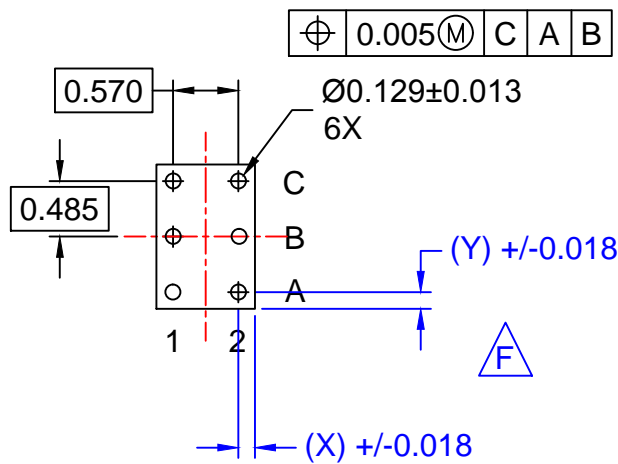 ⌖ 0.005Ⓜ C A B
0.570
Ø0.129±0.013
6X
C
0.485
B
(Y) +/-0.018
A
1 2
F
(X) +/-0.018